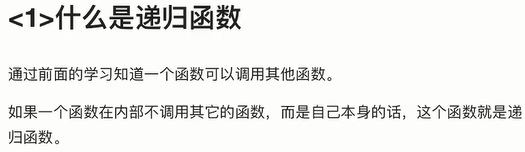 <1>什么是递归函数
通过前面的学习知道一个函数可以调用其他函数。
如果一个函数在内部不调用其它的函数，而是自己本身的话，这个函数就是递
归函数。